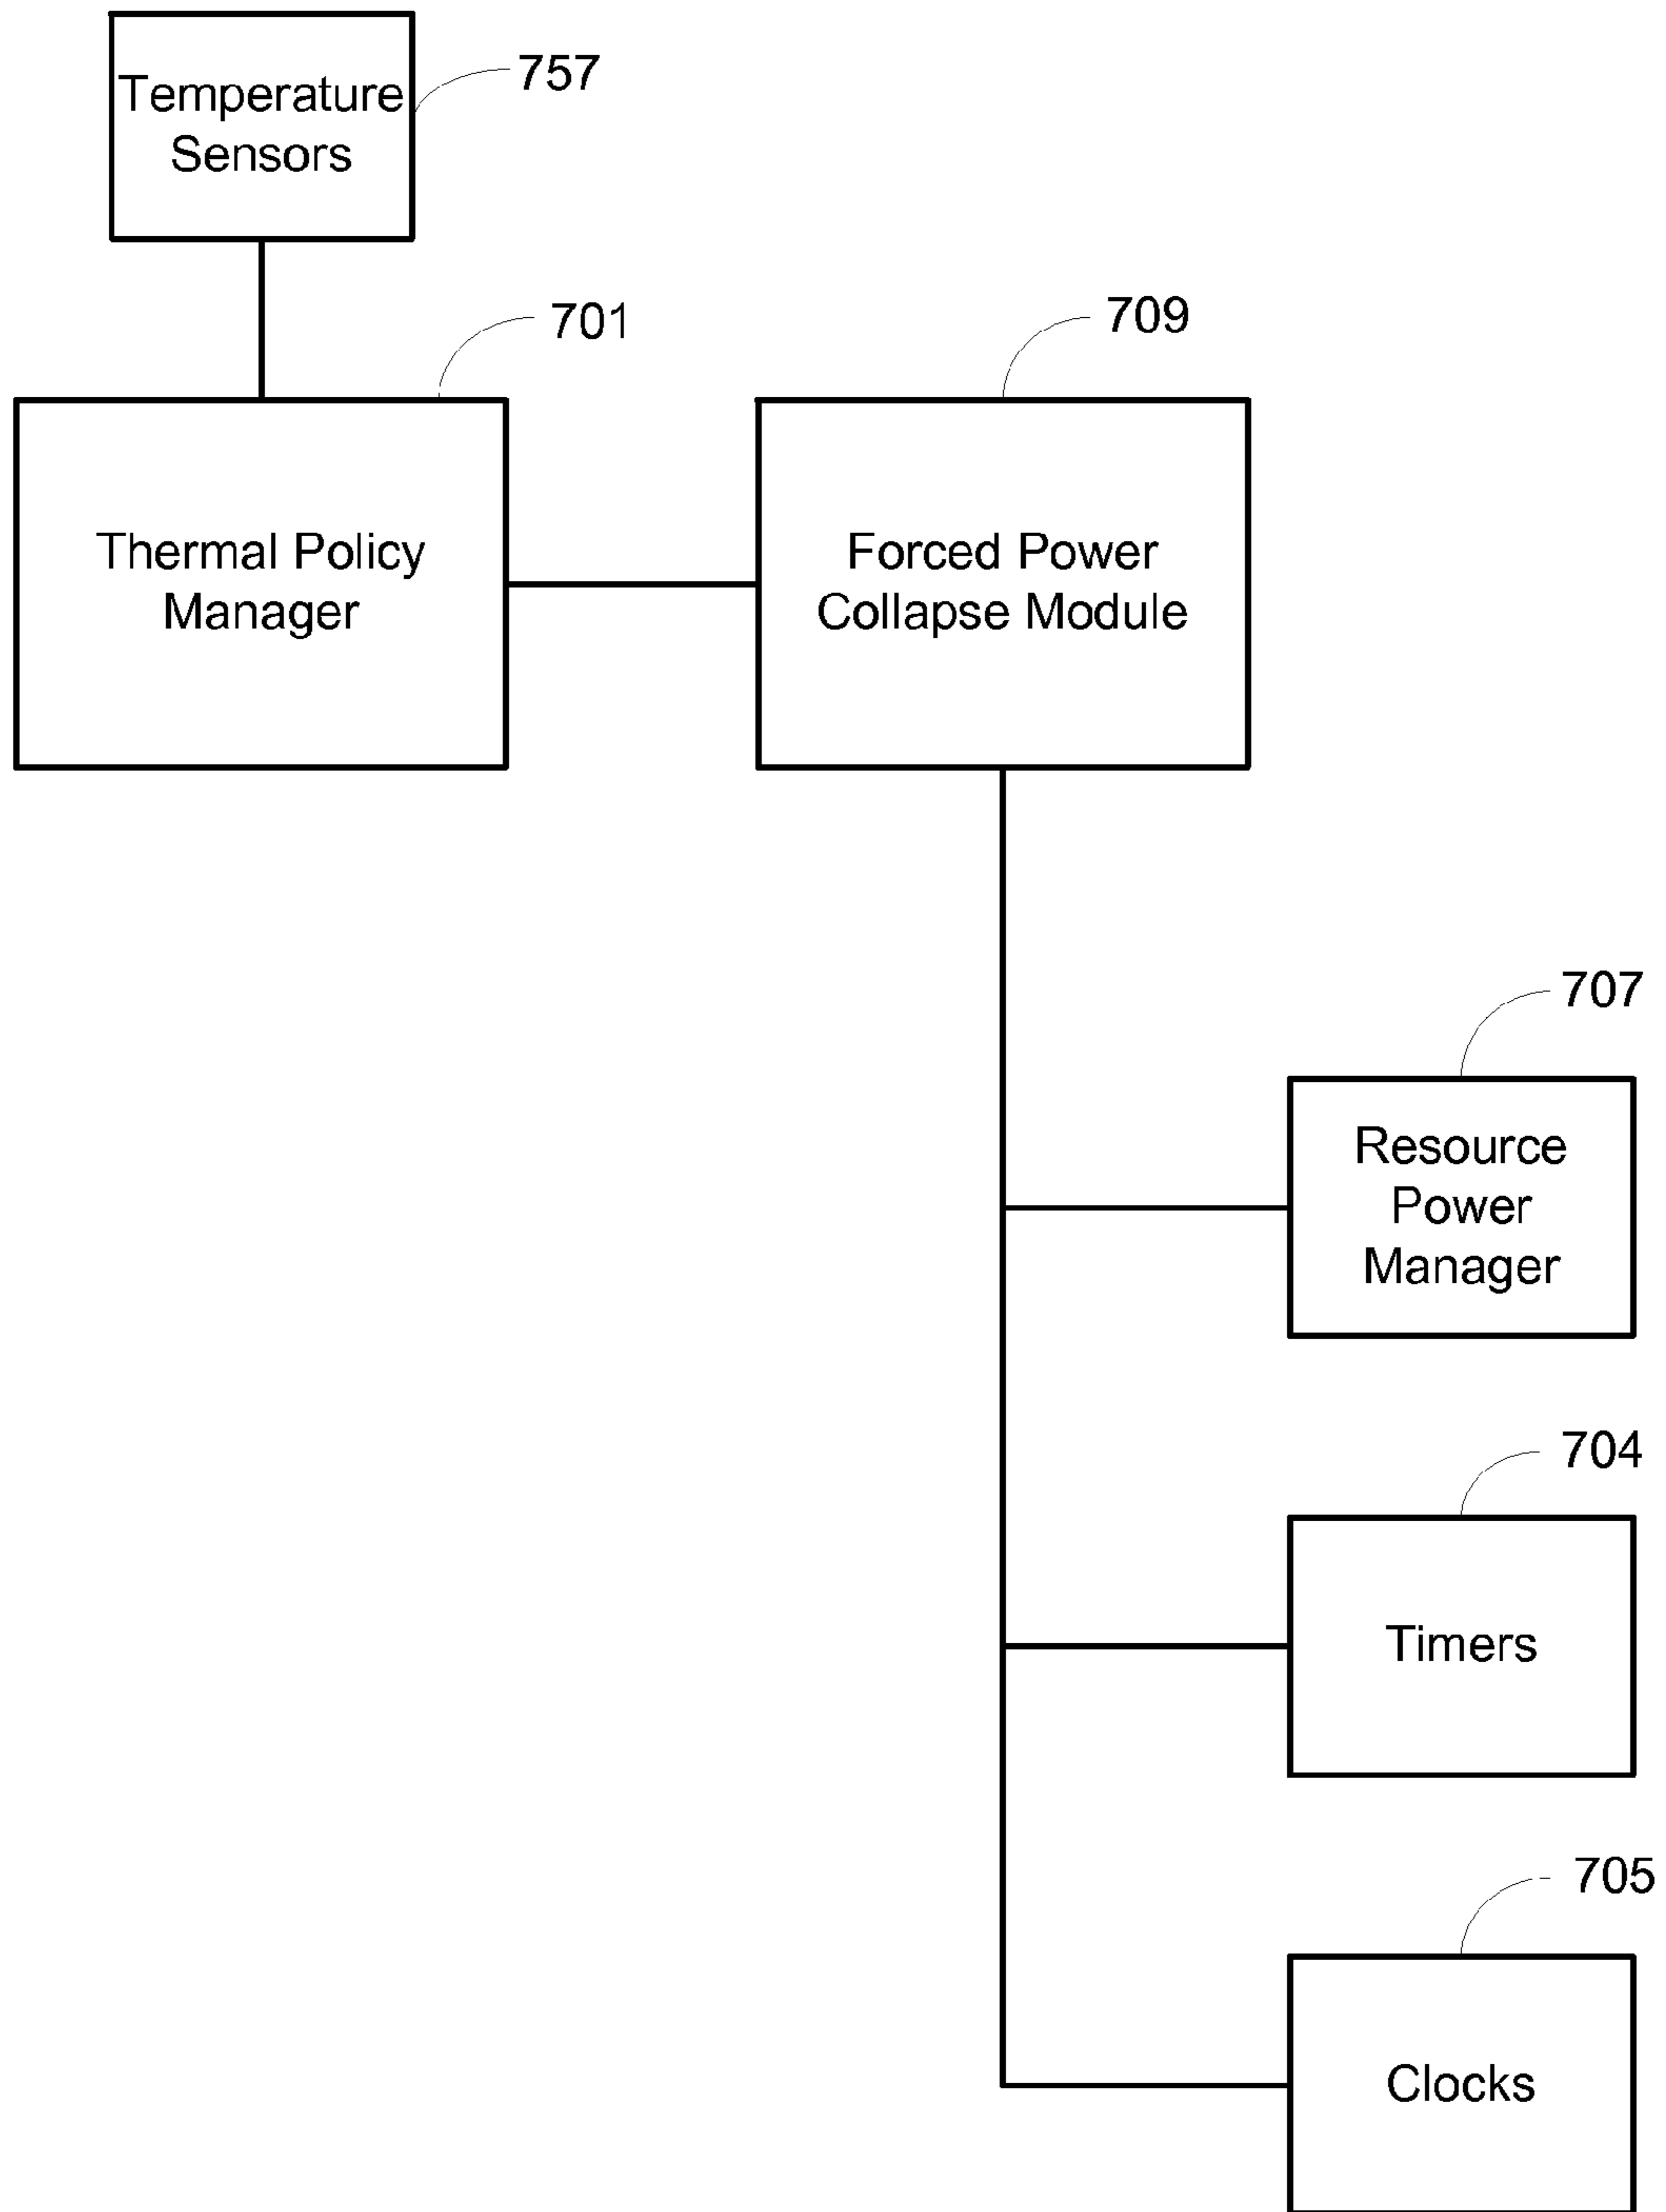 Temperature
Sensors
757
701
709
Thermal Policy
Manager
Forced Power
Collapse Module
707
Resource
Power
Manager
704
Timers
705
Clocks